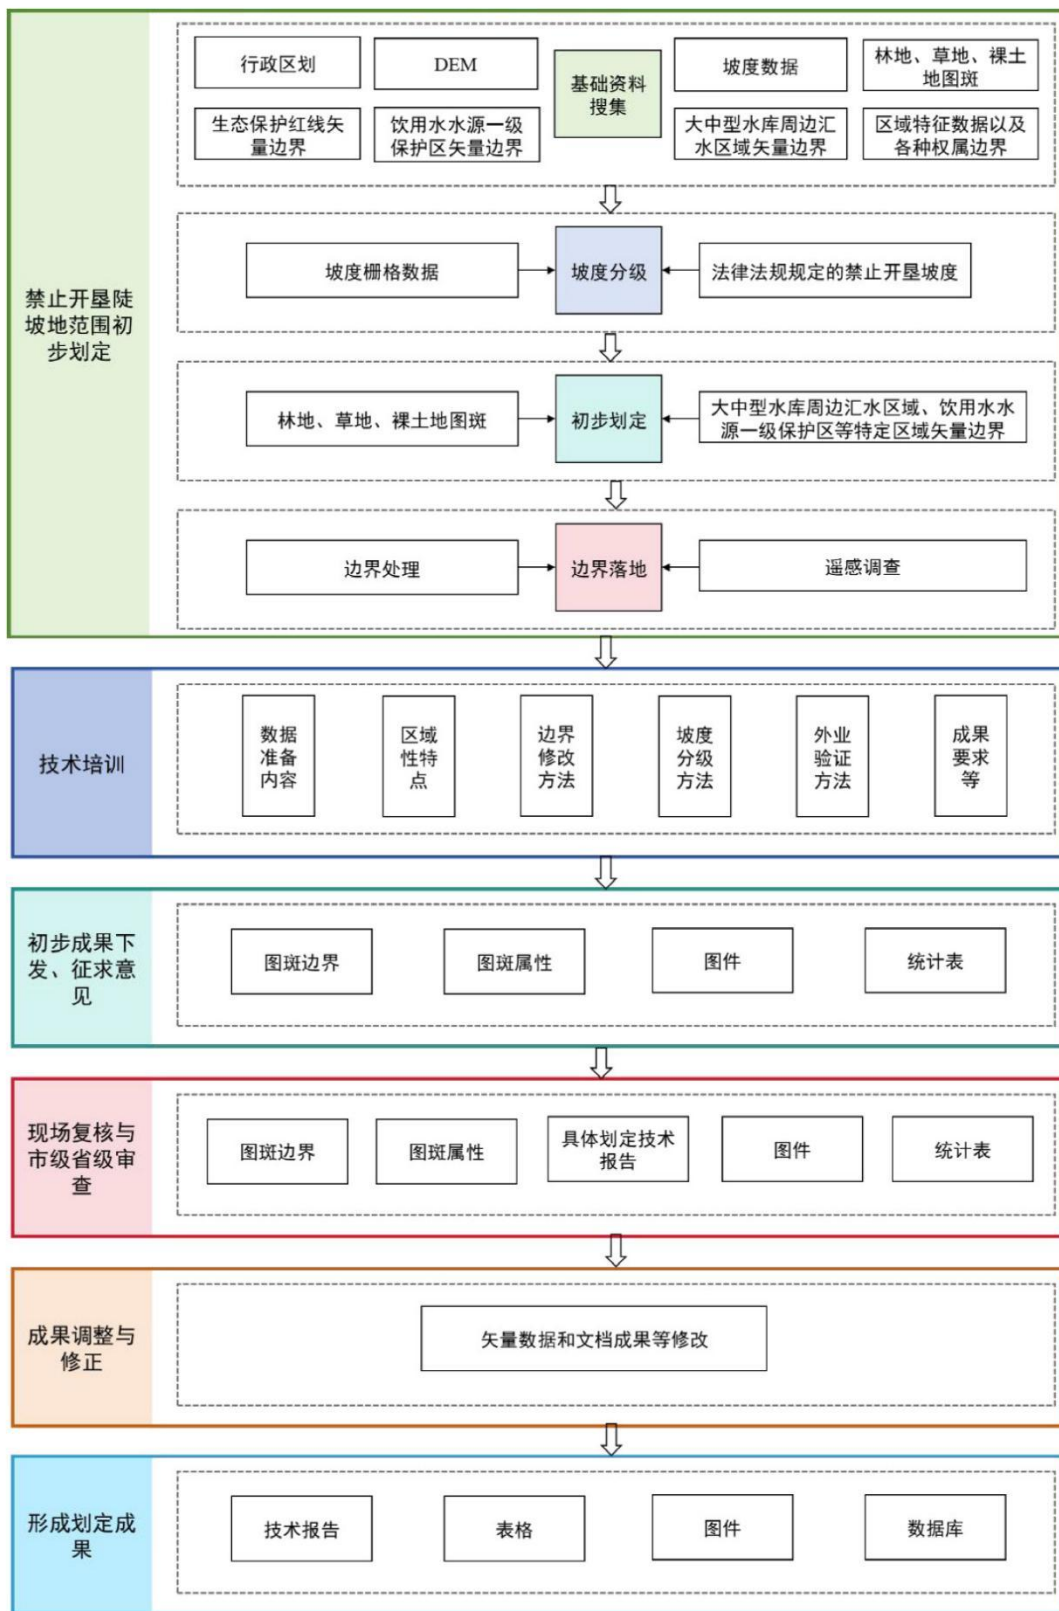 禁止开垦陡
坡地范围初
步划定
行政区划
DEM
基础资料
搜集
坡度数据
林地、草地、裸土
地图斑
生态保护红线矢
量边界
饮用水水源一级
保护区矢量边界
大中型水库周边汇
水区域矢量边界
区域特征数据以及
各种权属边界
坡度栅格数据
坡度分级
法律法规规定的禁止开垦坡度
林地、草地、裸土地图斑
初步划定
大中型水库周边汇水区域、饮用水水
源一级保护区等特定区域矢量边界
边界处理
边界落地
遥感调查
技术培训
数据
准备
内容
区域
性特
点
边界
修改
方法
坡度
分级
方法
外业
验证
方法
成果
要求
等
初步成果下
发、征求意
见
图斑边界
图斑属性
图件
统计表
现场复核与
市级省级审
查
图斑边界
图斑属性
具体划定技术
报告
图件
统计表
成果调整与
修正
矢量数据和文档成果等修改
形成划定成
果
技术报告
表格
图件
数据库